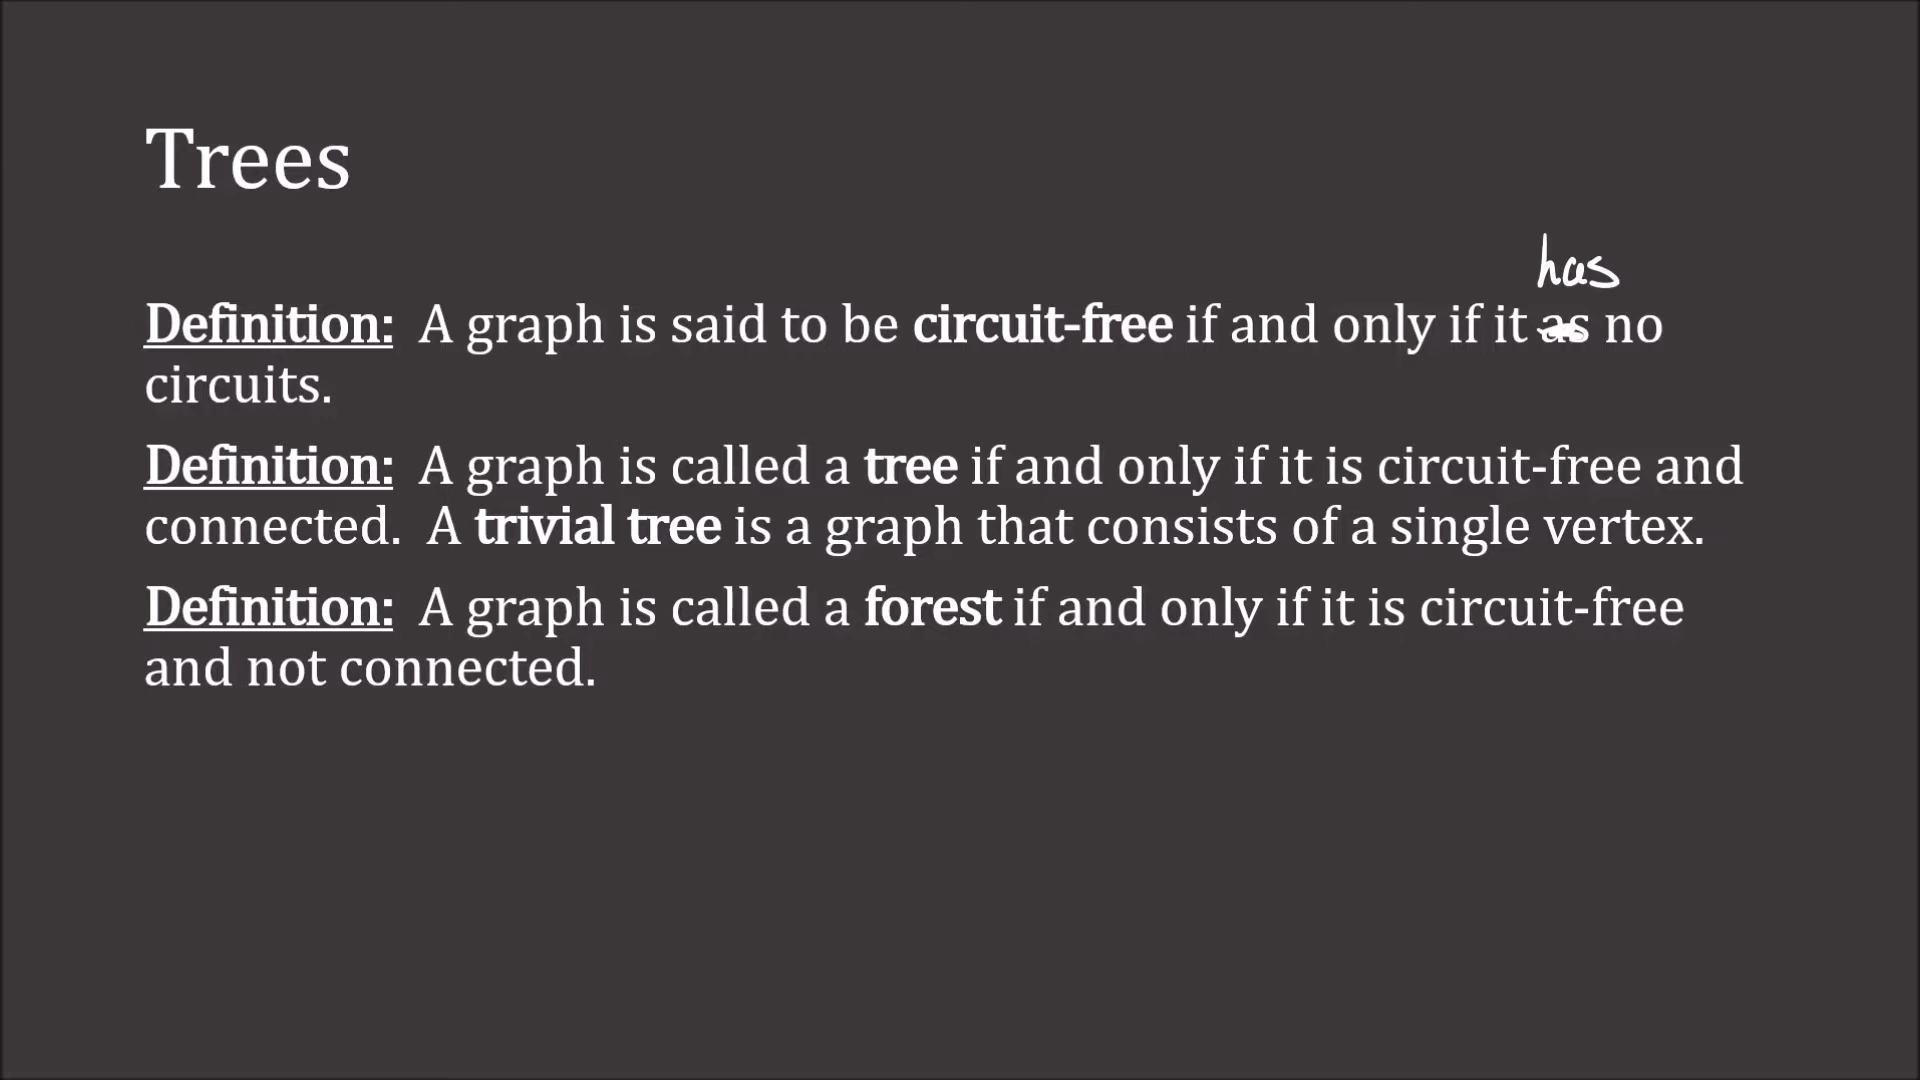 Trees
has
Definition: A graph is said to be circuit-free if and only if it as no
circuits.
Definition: A graph is called a tree if and only if it is circuit-free and
connected. A trivial tree is a graph that consists of a single vertex.
Definition: A graph is called a forest if and only if it is circuit-free
and not connected.